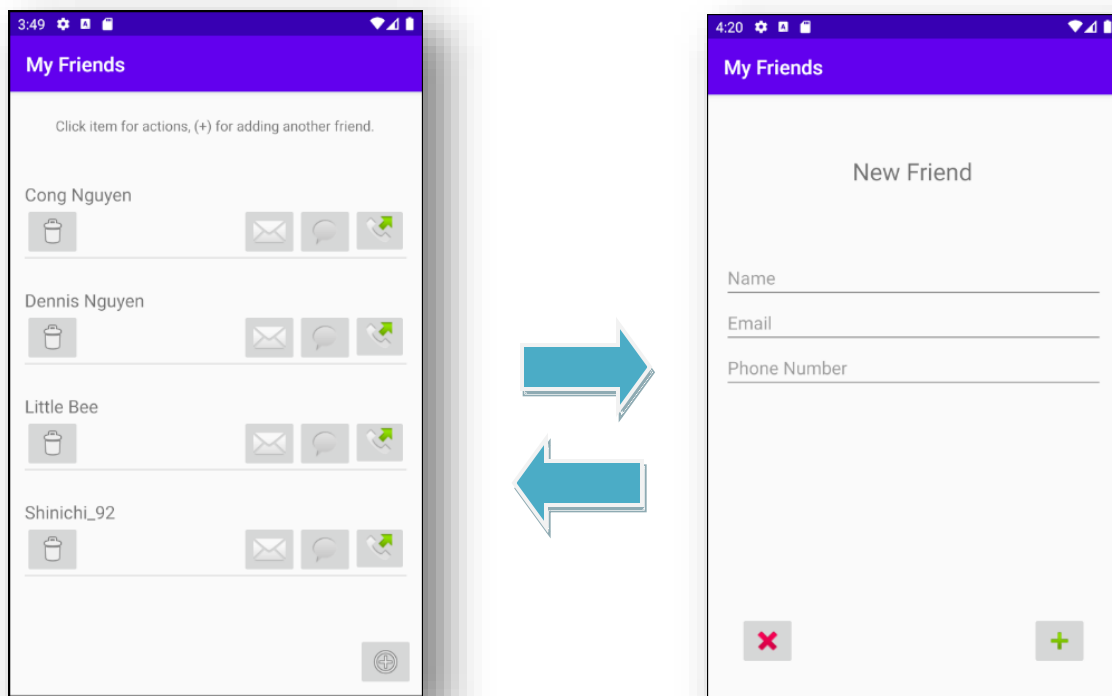 3:49
My Friends
Click item for actions, (+) for adding another friend.
Cong Nguyen
Dennis Nguyen
Little Bee
Shinichi_92
4:20
My Friends
New Friend
Name
Email
Phone Number